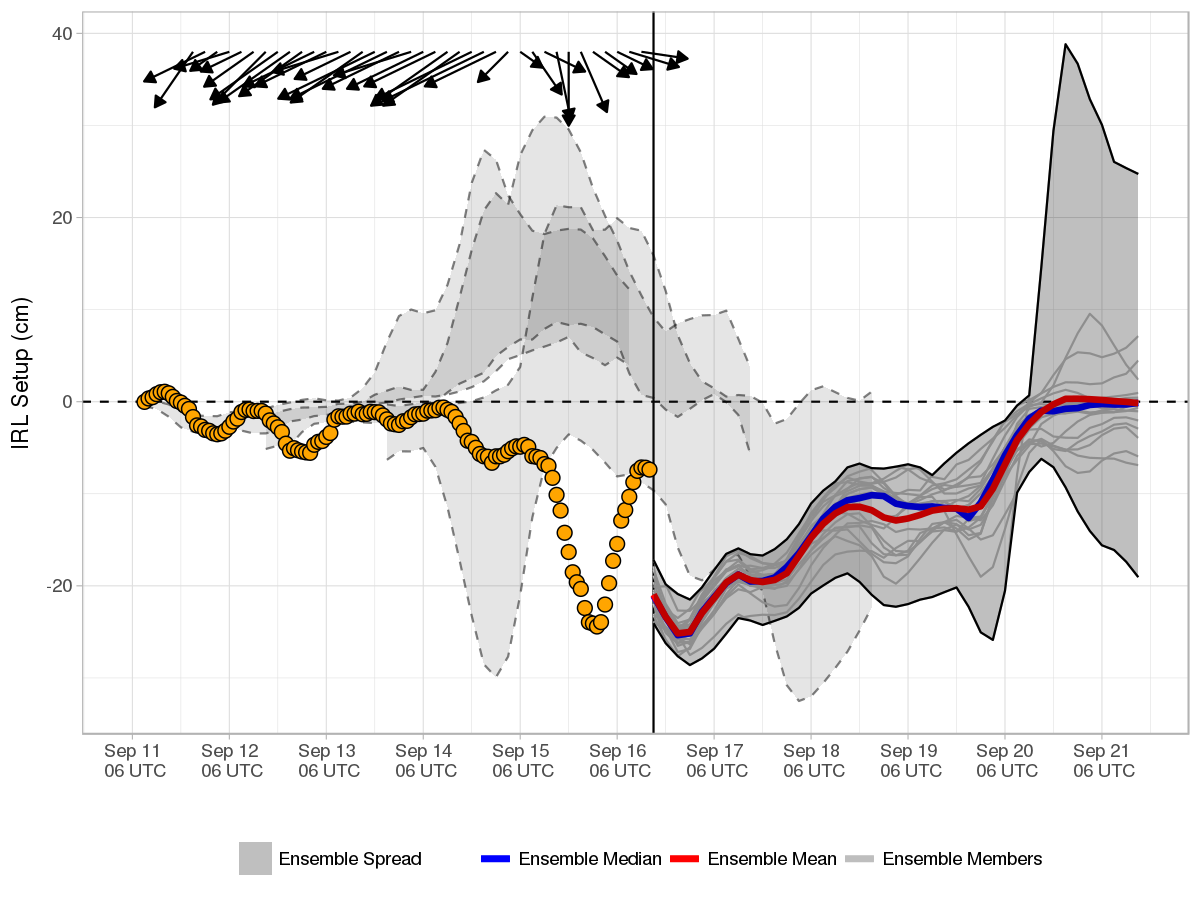 IRL Setup (cm)
40
20
0
-20
Sep 11 Sep 12 Sep 13 Sep 14 Sep 15 Sep 16 Sep 17 Sep 18 Sep 19 Sep 20 Sep 21
06 UTC 06 UTC 06 UTC 06 UTC 06 UTC 06 UTC 06 UTC 06 UTC 06 UTC 06 UTC 06 UTC
Ensemble Spread Ensemble Median Ensemble Mean Ensemble Members